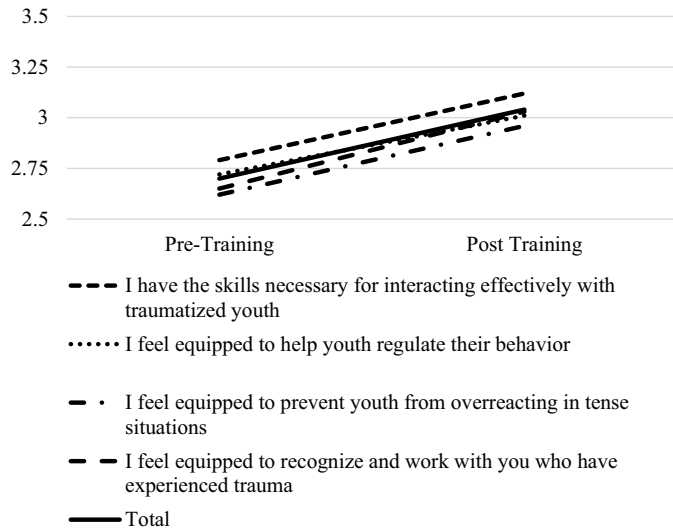 3.5
3.25
3
2.75
2.5
Pre-Training Post Training
I have the skills necessary for interacting effectively with
traumatized youth
I feel equipped to help youth regulate their behavior
I feel equipped to prevent youth from overreacting in tense
situations
I feel equipped to recognize and work with you who have
experienced trauma
Total